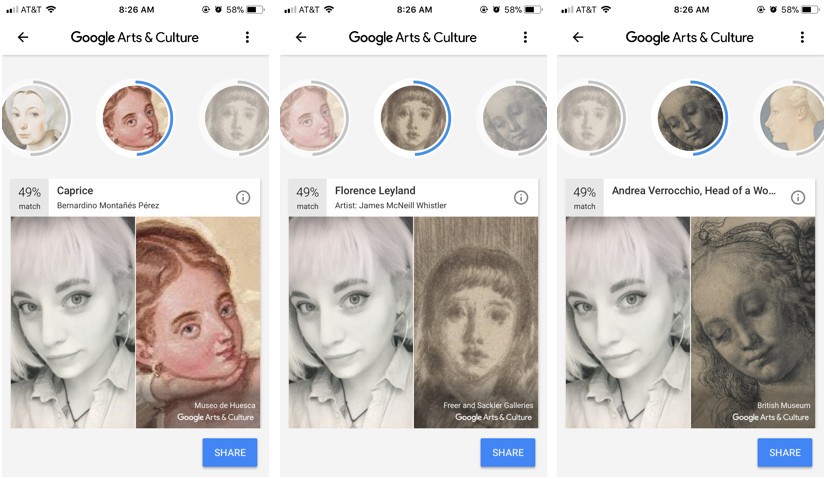 AT&T 8:26 AM 58%
Google Arts & Culture
49%
match
Caprice
Bernardino Montañés Pérez
Museo de Huesca
Google Arts & Culture
SHARE
AT&T 8:26 AM 58%
Google Arts & Culture
49%
match
Florence Leyland
Artist: James McNeill Whistler
Freer and Sackler Galleries
Google Arts & Culture
SHARE
AT&T 8:26 AM 58%
Google Arts & Culture
49%
match
Andrea Verrocchio, Head of a Wo...
British Museum
Google Arts & Culture
SHARE